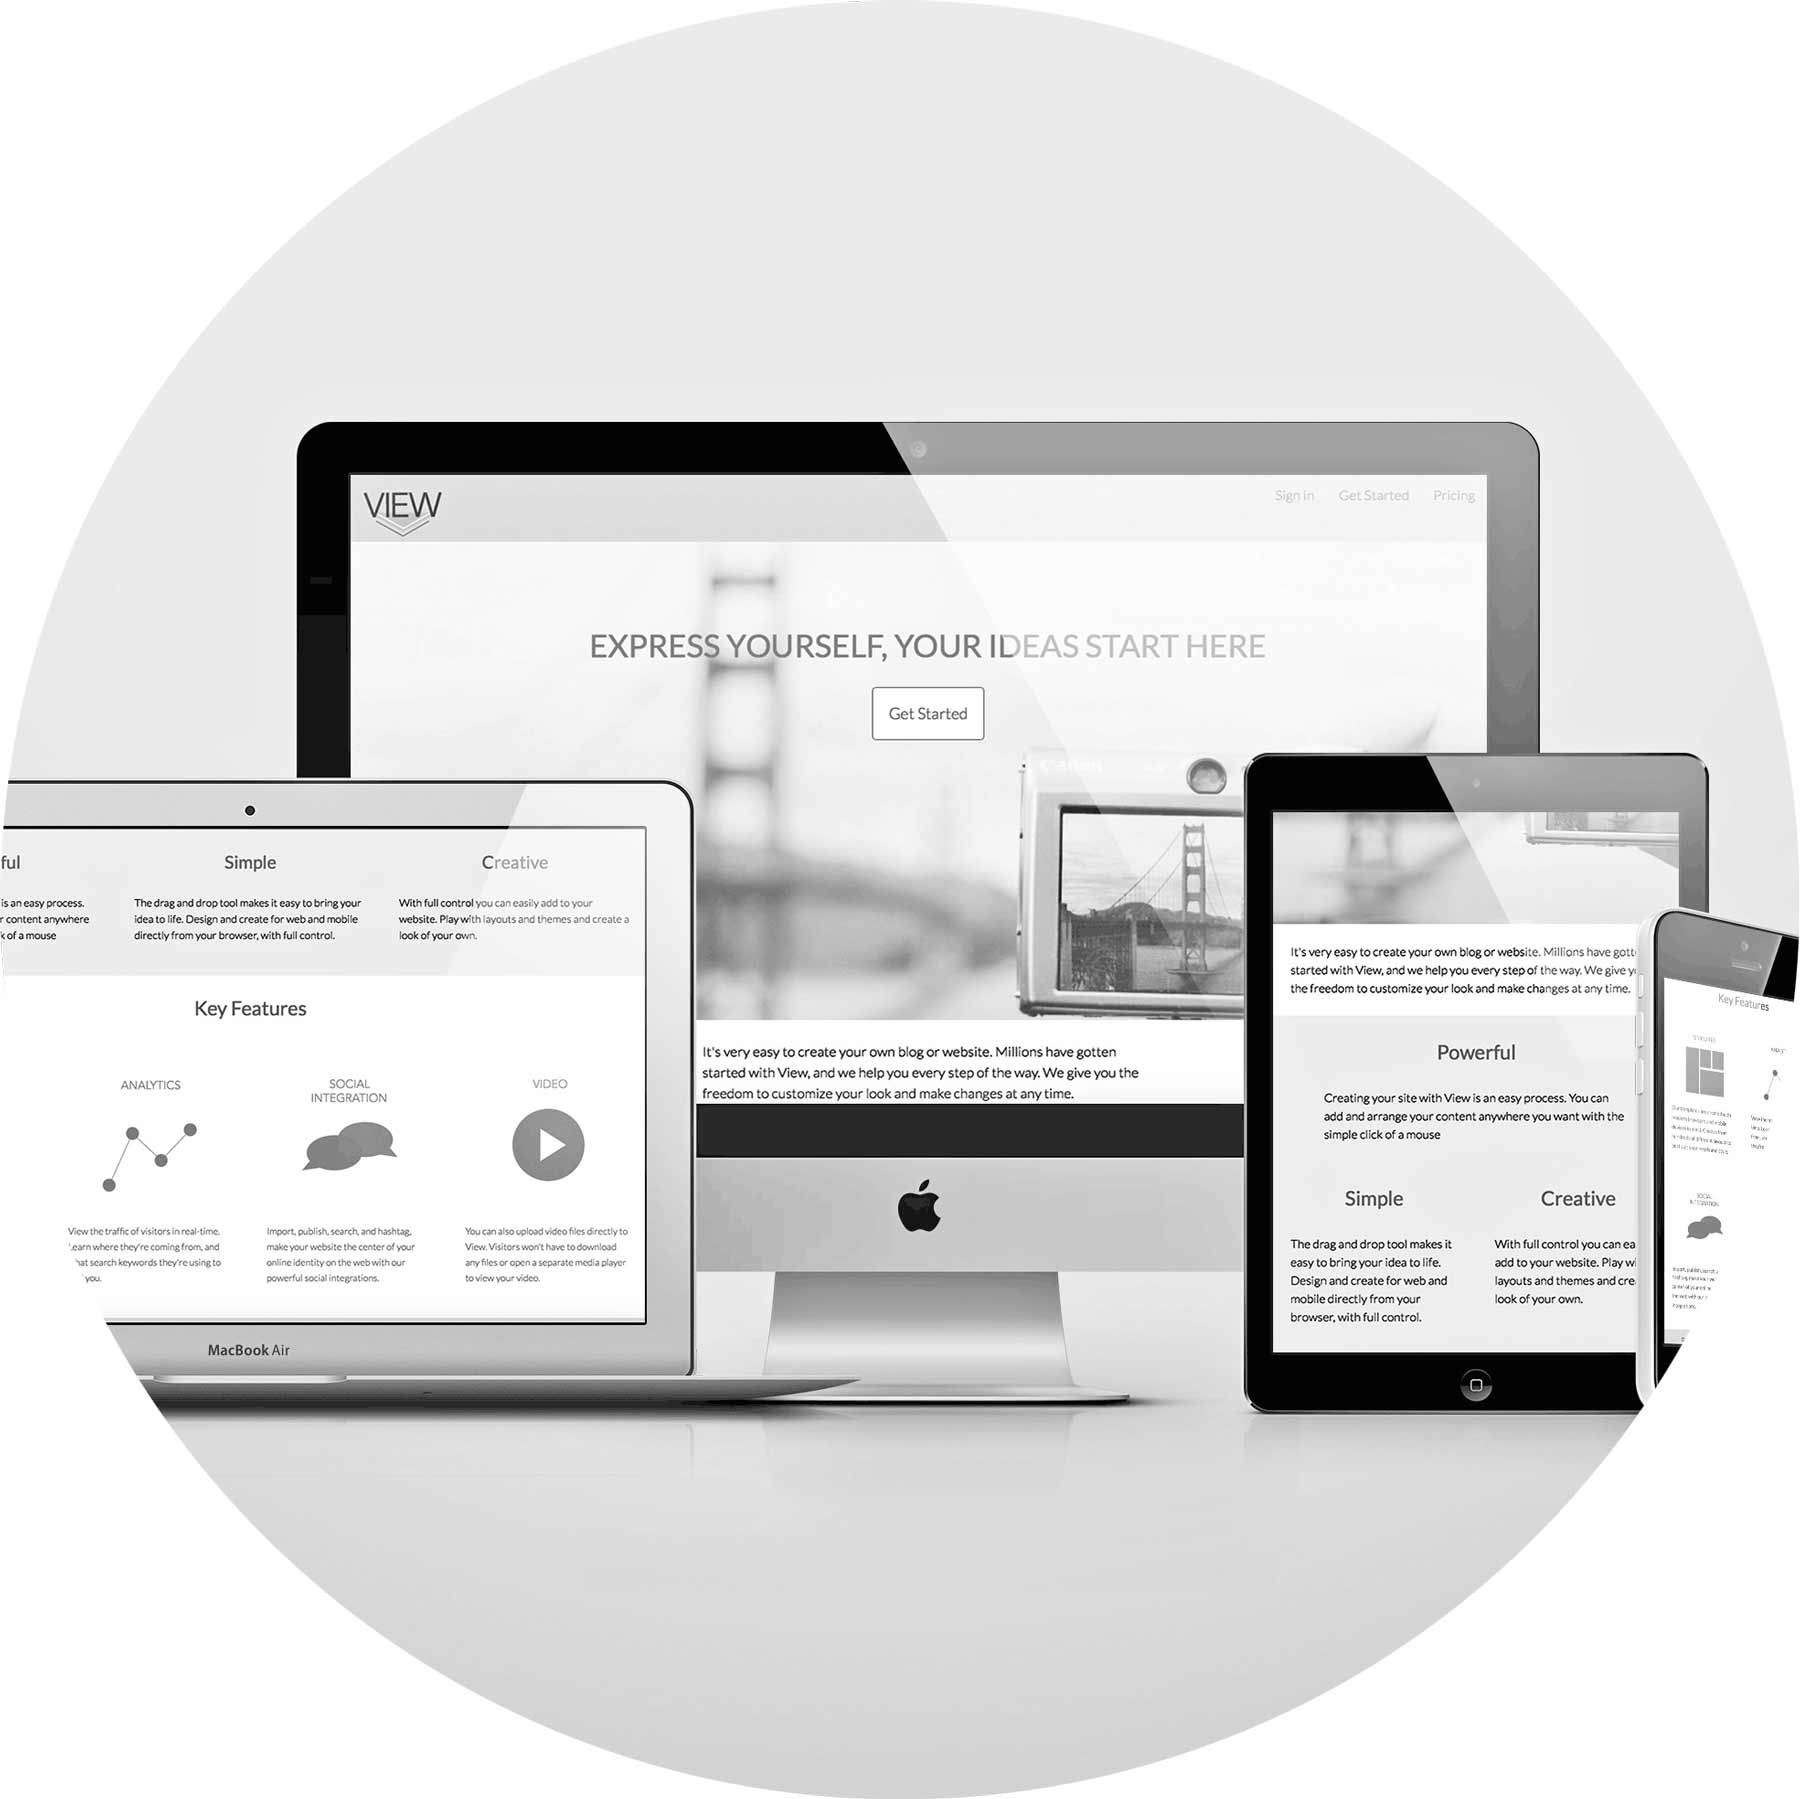 VIEW
Sign in Get Started Pricing
EXPRESS YOURSELF, YOUR IDEAS START HERE
Get Started
Canon
It's very easy to create your own blog or website. Millions have gotten
started with View, and we help you every step of the way. We give you the
freedom to customize your look and make changes at any time.
ful
is an easy process.
content anywhere
of a mouse
Simple
The drag and drop tool makes it easy to bring your
idea to life. Design and create for web and mobile
directly from your browser, with full control.
Creative
With full control you can easily add to your
website. Play with layouts and themes and create a
look of your own.
Key Features
ANALYTICS
View the traffic of visitors in real-time.
earn where they're coming from, and
hat search keywords they're using to
you.
SOCIAL
INTEGRATION
Import, publish, search, and hashtag,
make your website the center of your
online identity on the web with our
powerful social integrations.
VIDEO
You can also upload video files directly to
View. Visitors won't have to download
any files or open a separate media player
to view your video.
MacBook Air
It's very easy to create your own blog or website. Millions have gott
started with View, and we help you every step of the way. We give y
the freedom to customize your look and make changes at any time.
Powerful
Creating your site with View is an easy process. You can
add and arrange your content anywhere you want with the
simple click of a mouse
Simple
The drag and drop tool makes it
easy to bring your idea to life.
Design and create for web and
mobile directly from your
browser, with full control.
Creative
With full control you can ea
add to your website. Play wi
layouts and themes and cre
look of your own.
Key Features
SOCIAL
INTEGRATION